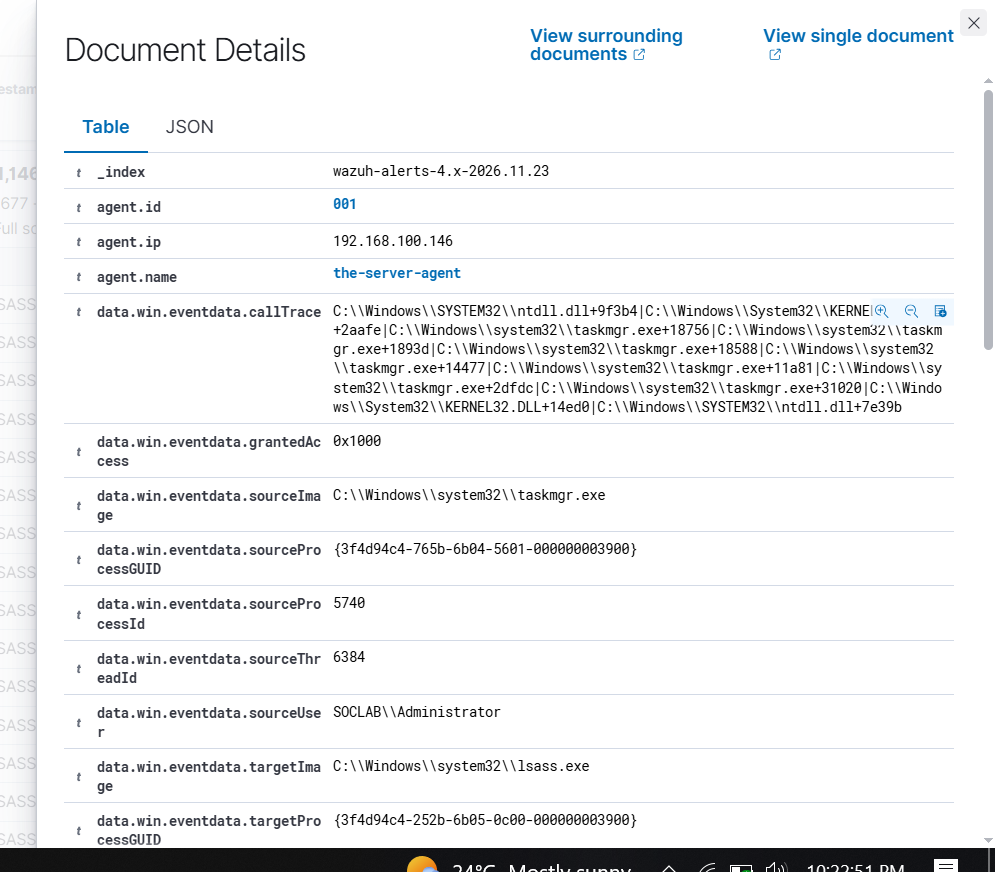 Document Details
View surrounding
documents
View single document
Table
JSON
t _index wazuh-alerts-4.x-2026.11.23
t agent.id 001
t agent.ip 192.168.100.146
t agent.name the-server-agent
t data.win.eventdata.callTrace C:\\Windows\\SYSTEM32\\ntdll.dll+9f3b4|C:\\Windows\\System32\\KERNE
+2aafe|C:\\Windows\\system32\\taskmgr.exe+18756|C:\\Windows\\system32\\taskm
gr.exe+1893d|C:\\Windows\\system32\\taskmgr.exe+18588|C:\\Windows\\system32
\\taskmgr.exe+14477|C:\\Windows\\system32\\taskmgr.exe+11a81|C:\\Windows\\sy
stem32\\taskmgr.exe+2dfdc|C:\\Windows\\system32\\taskmgr.exe+31020|C:\\Windo
ws\\System32\\KERNEL32.DLL+14ed0|C:\\Windows\\SYSTEM32\\ntdll.dll+7e39b
t data.win.eventdata.grantedAc 0x1000
cess
t data.win.eventdata.sourceIma C:\\Windows\\system32\\taskmgr.exe
ge
t data.win.eventdata.sourcePro {3f4d94c4-765b-6b04-5601-000000003900}
cessGUID
t data.win.eventdata.sourcePro 5740
cessId
t data.win.eventdata.sourceThr 6384
eadId
t data.win.eventdata.sourceUse SOCLAB\\Administrator
r
t data.win.eventdata.targetIma C:\\Windows\\system32\\lsass.exe
ge
t data.win.eventdata.targetPro {3f4d94c4-252b-6b05-0c00-000000003900}
cessGUID
24°C Mostly sunny
10:22:51 PM